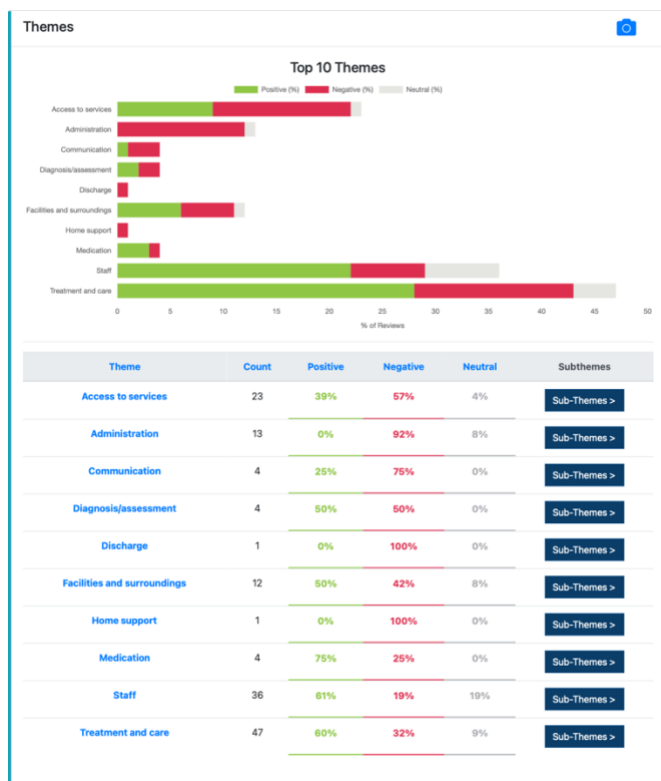 Themes
Top 10 Themes
Positive (%) Negative (%) Neutral (%)
Access to services
Administration
Communication
Diagnosis/assessment
Discharge
Facilities and surroundings
Home support
Medication
Staff
Treatment and care
0 5 10 15 20 25 30 35 40 45 50
% of Reviews
Theme Count Positive Negative Neutral Subthemes
Access to services 23 39% 57% 4% Sub-Themes >
Administration 13 0% 92% 8% Sub-Themes >
Communication 4 25% 75% 0% Sub-Themes >
Diagnosis/assessment 4 50% 50% 0% Sub-Themes >
Discharge 1 0% 100% 0% Sub-Themes >
Facilities and surroundings 12 50% 42% 8% Sub-Themes >
Home support 1 0% 100% 0% Sub-Themes >
Medication 4 75% 25% 0% Sub-Themes >
Staff 36 61% 19% 19% Sub-Themes >
Treatment and care 47 60% 32% 9% Sub-Themes >